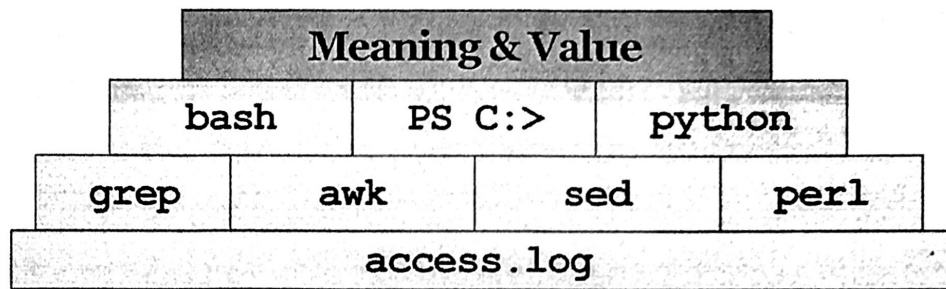 Meaning & Value
bash PS C:> python
grep awk sed perl
access.log